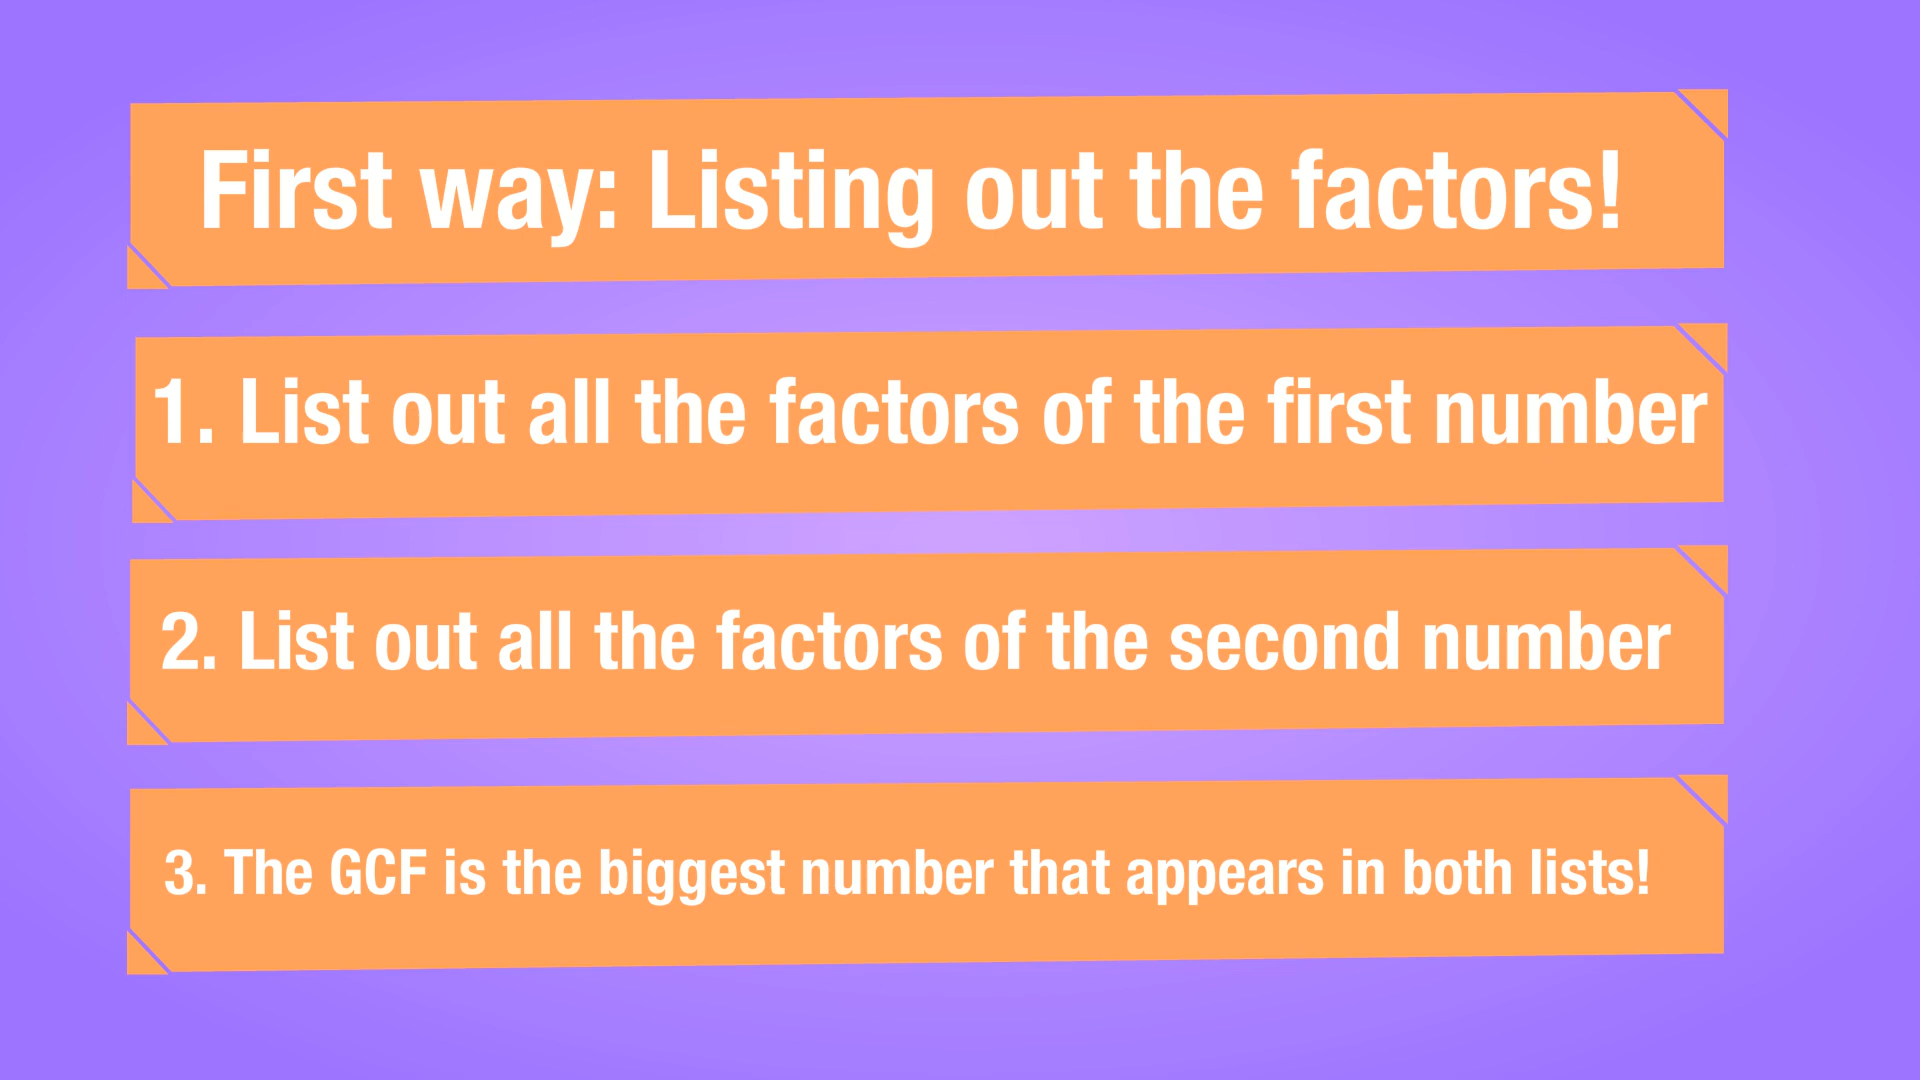 First way: Listing out the factors!
1. List out all the factors of the first number
2. List out all the factors of the second number
3. The GCF is the biggest number that appears in both lists!